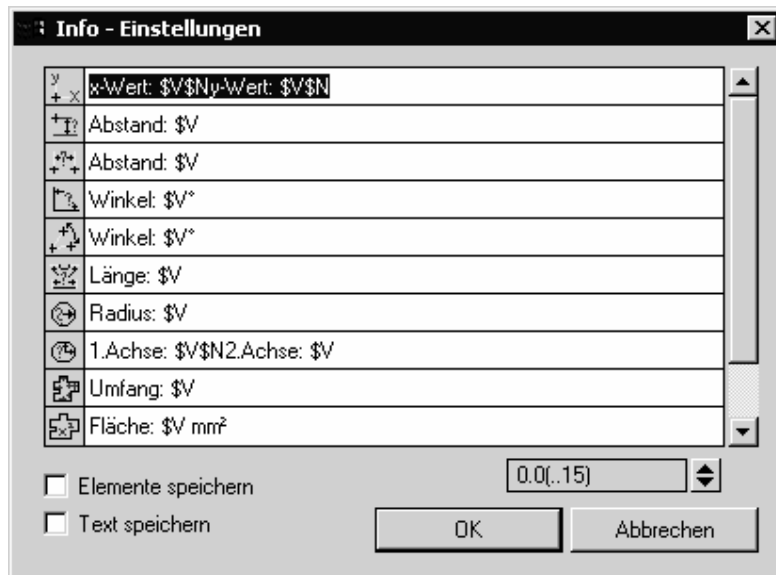 Info - Einstellungen
x-Wert: $V$Ny-Wert: $V$N
Abstand: $V
Abstand: $V
Winkel: $V°
Winkel: $V°
Länge: $V
Radius: $V
1.Achse: $V$N2.Achse: $V
Umfang: $V
Fläche: $V mm²
0.0(..15)
Elemente speichern
Text speichern
OK
Abbrechen